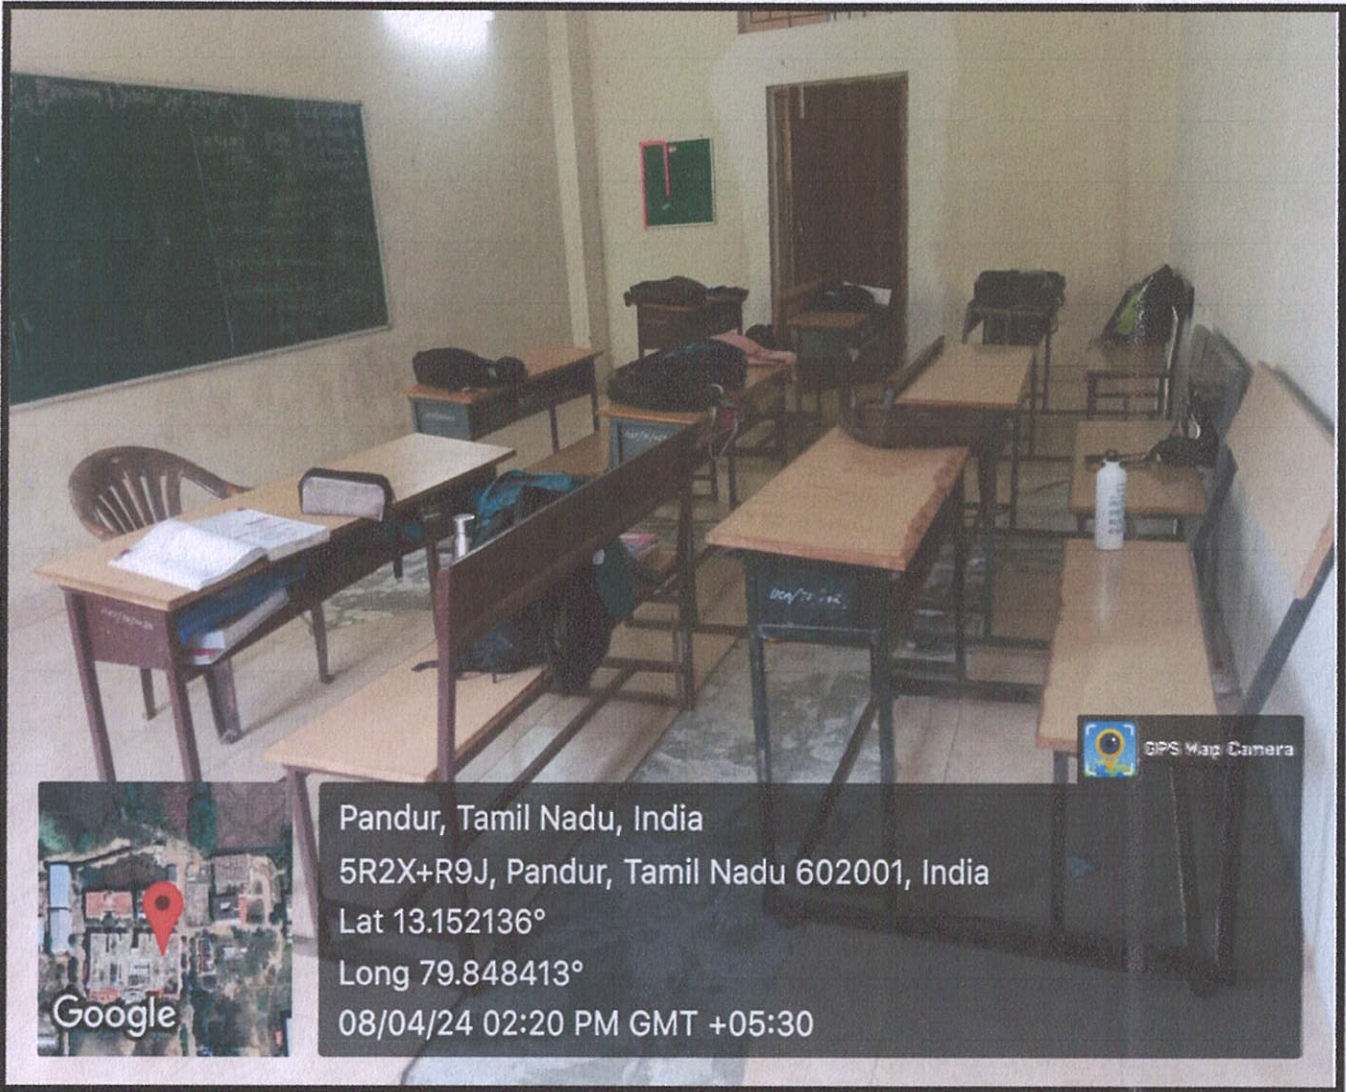 GPS Map Camera
Pandur, Tamil Nadu, India
5R2X+R9J, Pandur, Tamil Nadu 602001, India
Lat 13.152136°
Long 79.848413°
08/04/24 02:20 PM GMT +05:30
Google